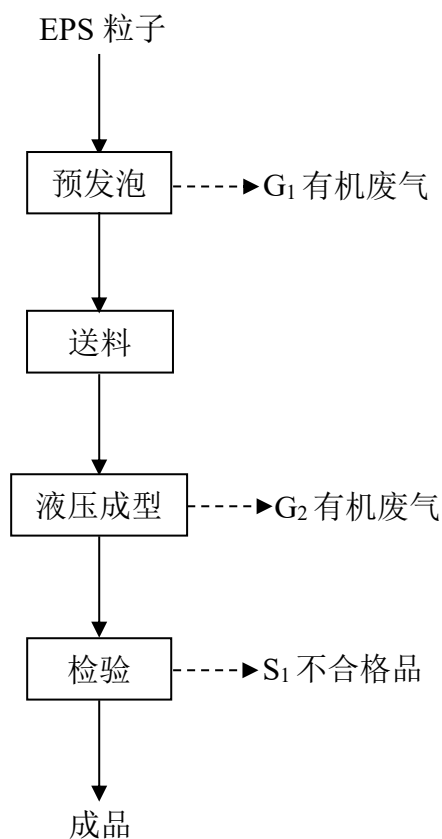 EPS 粒子
预发泡
G₁ 有机废气
送料
液压成型
G₂ 有机废气
检验
S₁ 不合格品
成品